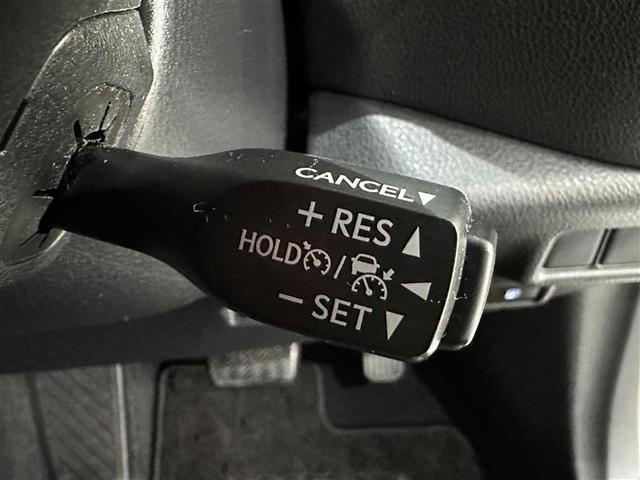 CANCEL▼
+ RES ▲
HOLD / ◀
− SET ▼